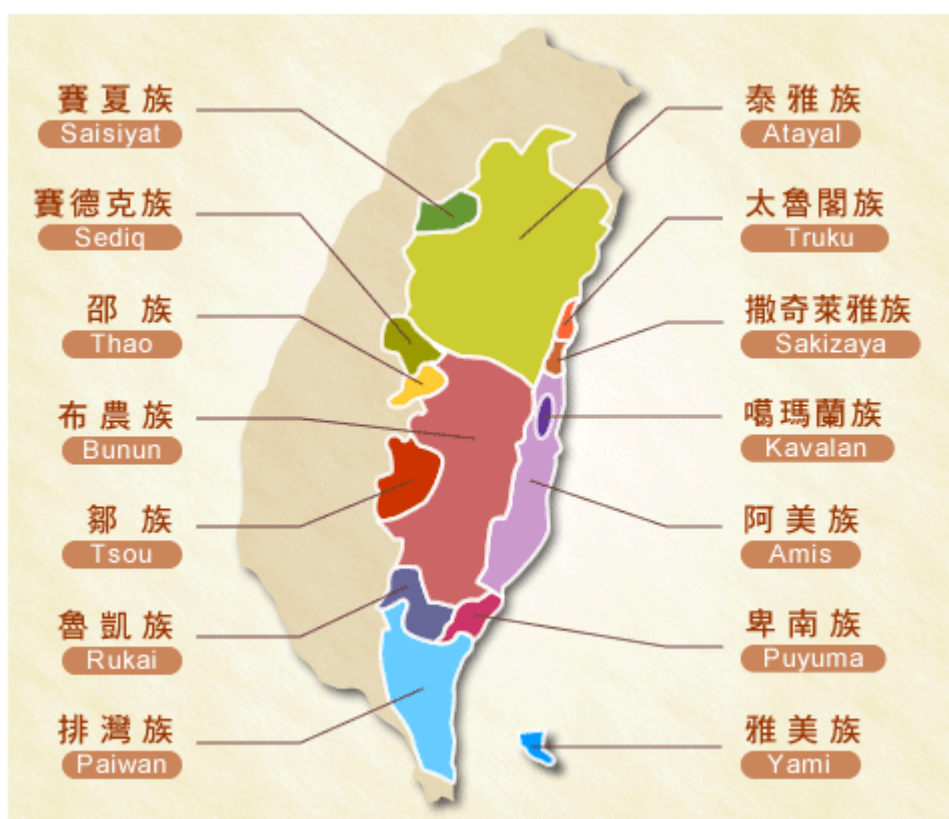 賽夏族
Saisiyat
賽德克族
Sediq
邵 族
Thao
布農族
Bunun
鄒 族
Tsou
魯凱族
Rukai
排灣族
Paiwan
泰雅族
Atayal
太魯閣族
Truku
撒奇萊雅族
Sakizaya
噶瑪蘭族
Kavalan
阿美族
Amis
卑南族
Puyuma
雅美族
Yami